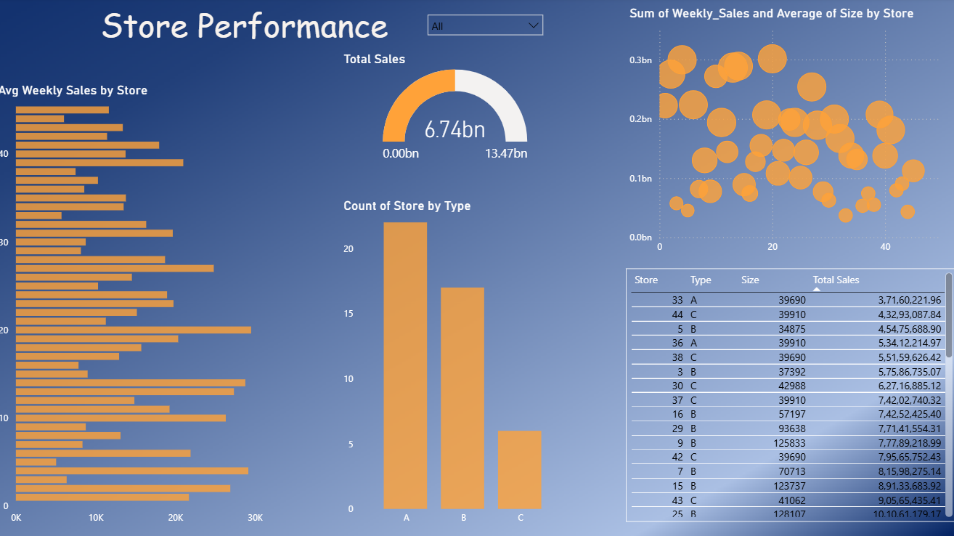 Store Performance
All
Sum of Weekly_Sales and Average of Size by Store
Total Sales
Avg Weekly Sales by Store
6.74bn
0.00bn
13.47bn
40
30
20
10
0
0K
10K
20K
30K
Count of Store by Type
20
15
10
5
0
A
B
C
0.3bn
0.2bn
0.1bn
0.0bn
0
20
40
Store Type Size Total Sales
33 A 39690 3,71,60,221.96
44 C 39910 4,32,93,087.84
5 B 34875 4,54,75,688.90
36 A 39910 5,34,12,214.97
38 C 39690 5,51,59,626.42
3 B 37392 5,75,86,735.07
30 C 42988 6,27,16,885.12
37 C 39910 7,42,02,740.32
16 B 57197 7,42,52,425.40
29 B 93638 7,71,41,554.31
9 B 125833 7,77,89,218.99
42 C 39690 7,95,65,752.43
7 B 70713 8,15,98,275.14
15 B 123737 8,91,33,683.92
43 C 41062 9,05,65,435.41
25 B 128107 10,10,61,179.17